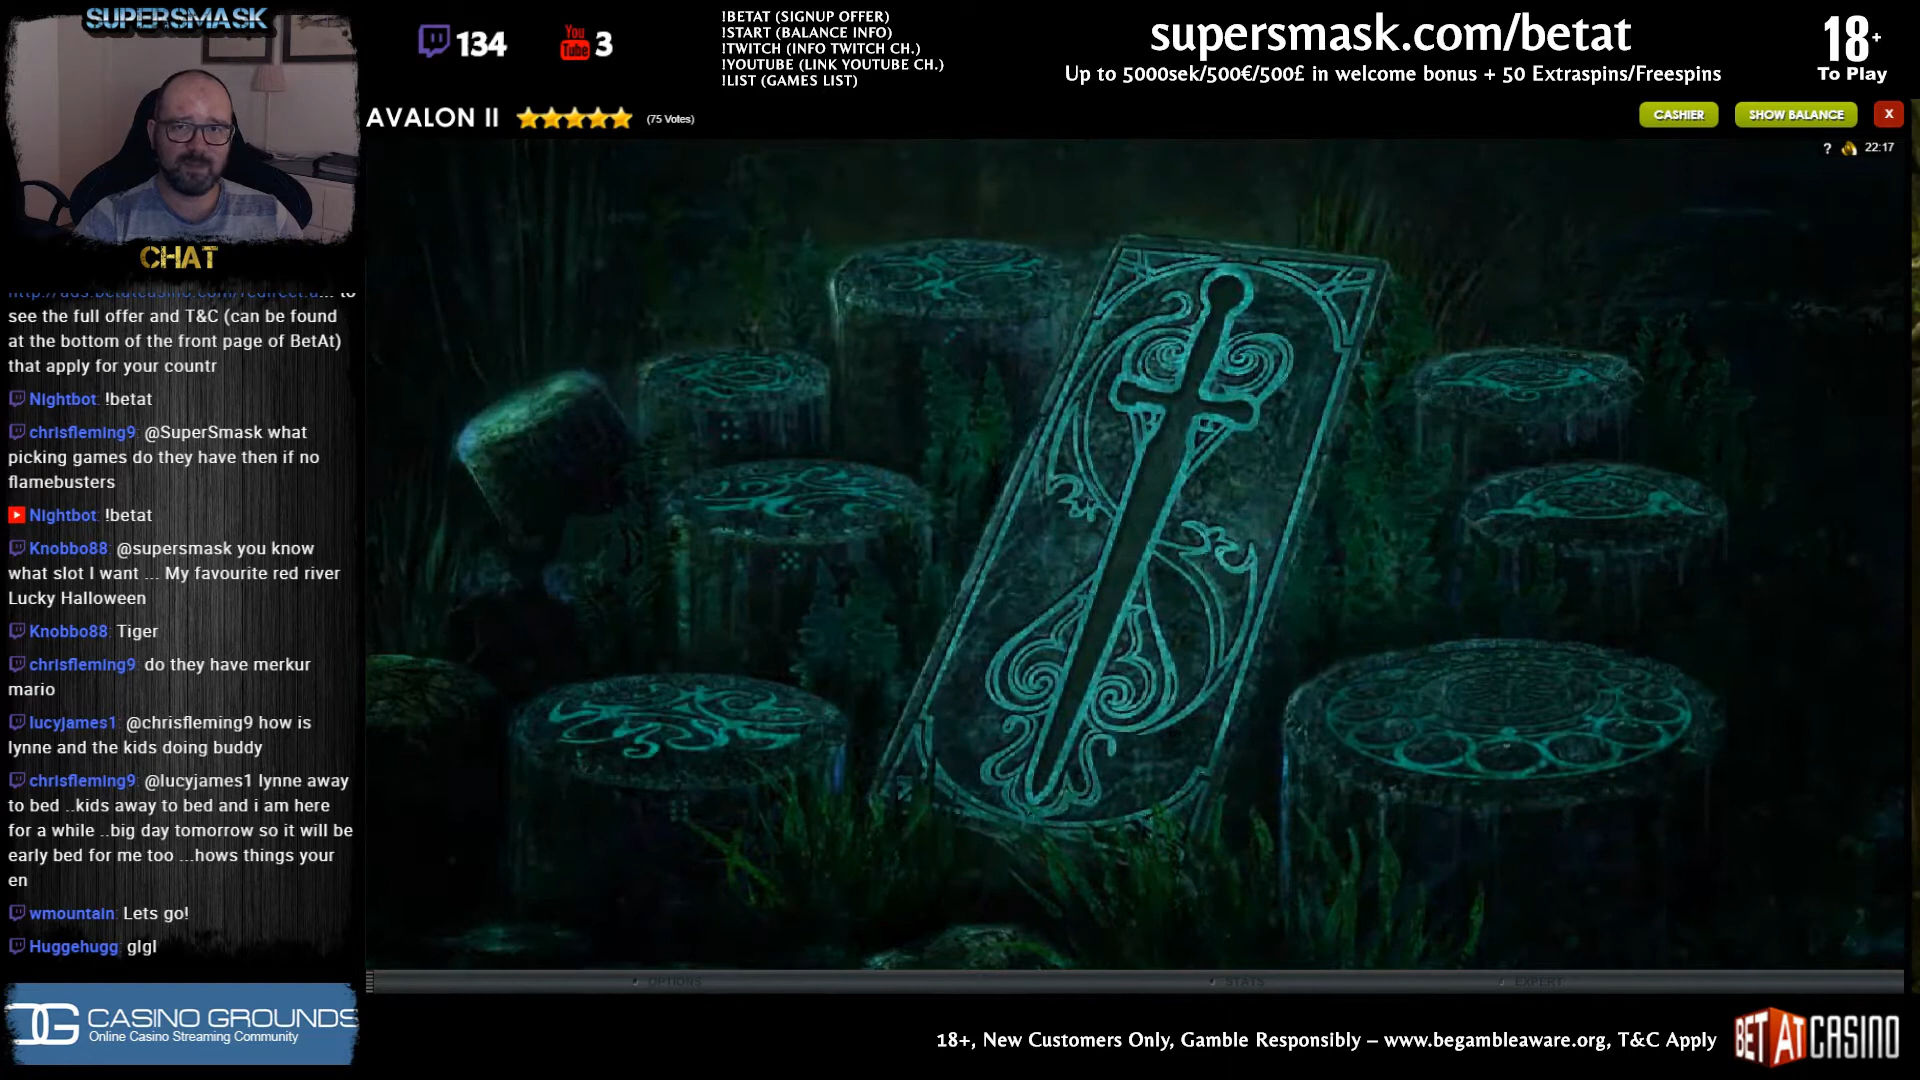 SUPERSMASK
134
You
Tube 3
!BETAT (SIGNUP OFFER)
!START (BALANCE INFO)
!TWITCH (INFO TWITCH CH.)
!YOUTUBE (LINK YOUTUBE CH.)
!LIST (GAMES LIST)
supersmask.com/betat
Up to 5000sek/500€/500£ in welcome bonus + 50 Extraspins/Freespins
18+
To Play
AVALON II
(75 Votes)
CASHIER
SHOW BALANCE
X
? 22:17
CHAT
to
see the full offer and T&C (can be found
at the bottom of the front page of BetAt)
that apply for your countr
Nightbot: !betat
chrisfleming9: @SuperSmask what
picking games do they have then if no
flamebusters
Nightbot: !betat
Knobbo88: @supersmask you know
what slot I want ... My favourite red river
Lucky Halloween
Knobbo88: Tiger
chrisfleming9: do they have merkur
mario
lucyjames1: @chrisfleming9 how is
lynne and the kids doing buddy
chrisfleming9: @lucyjames1 lynne away
to bed ..kids away to bed and i am here
for a while ..big day tomorrow so it will be
early bed for me too ...hows things your
en
wmountain: Lets go!
Huggehugg: glgl
OPTIONS
STATS
EXPERT
CG CASINO GROUNDS
Online Casino Streaming Community
18+, New Customers Only, Gamble Responsibly – www.begambleaware.org, T&C Apply
BETATCASINO